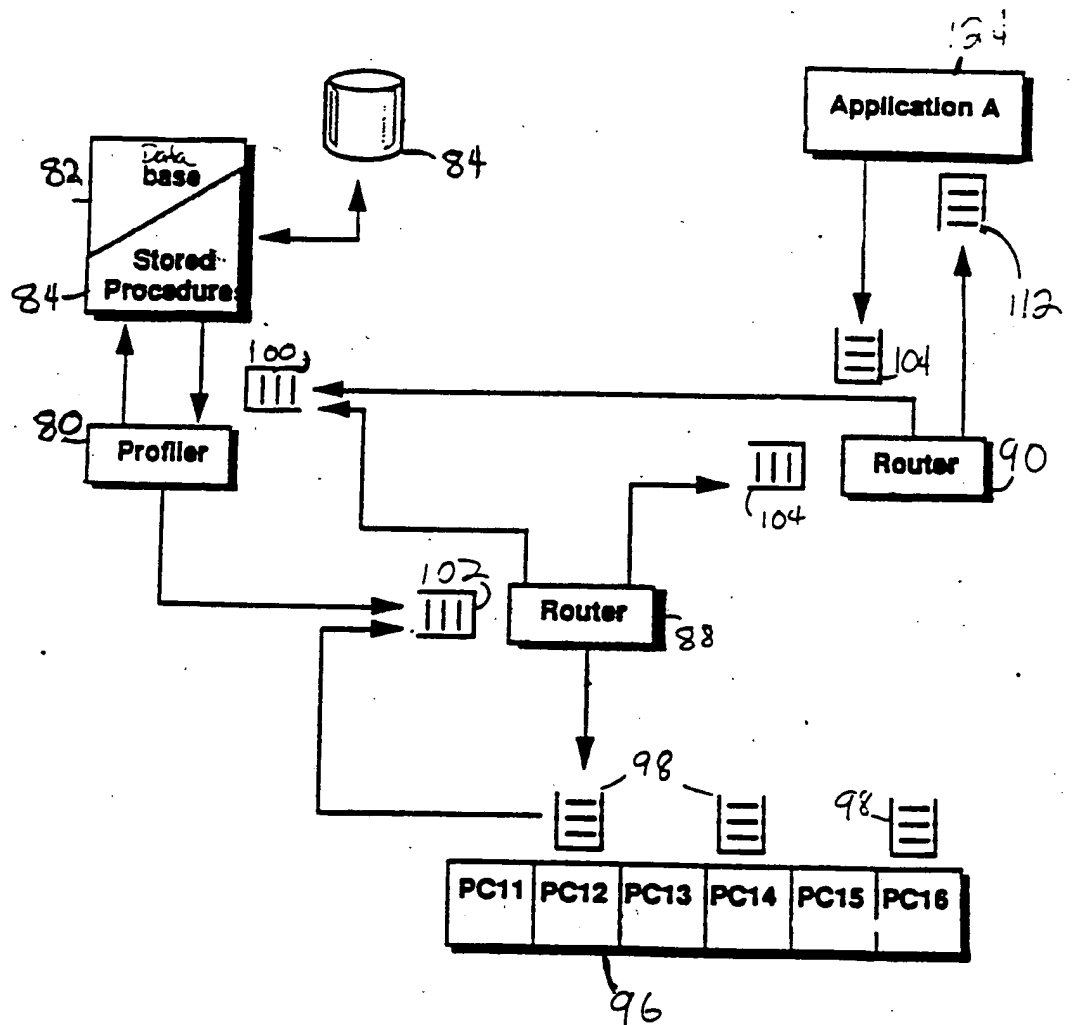 Application A
82
Data
base
84
Stored
Procedures
84
112
100
104
80
Profiler
Router
90
104
102
Router
88
98
98
PC11 PC12 PC13 PC14 PC15 PC16
96